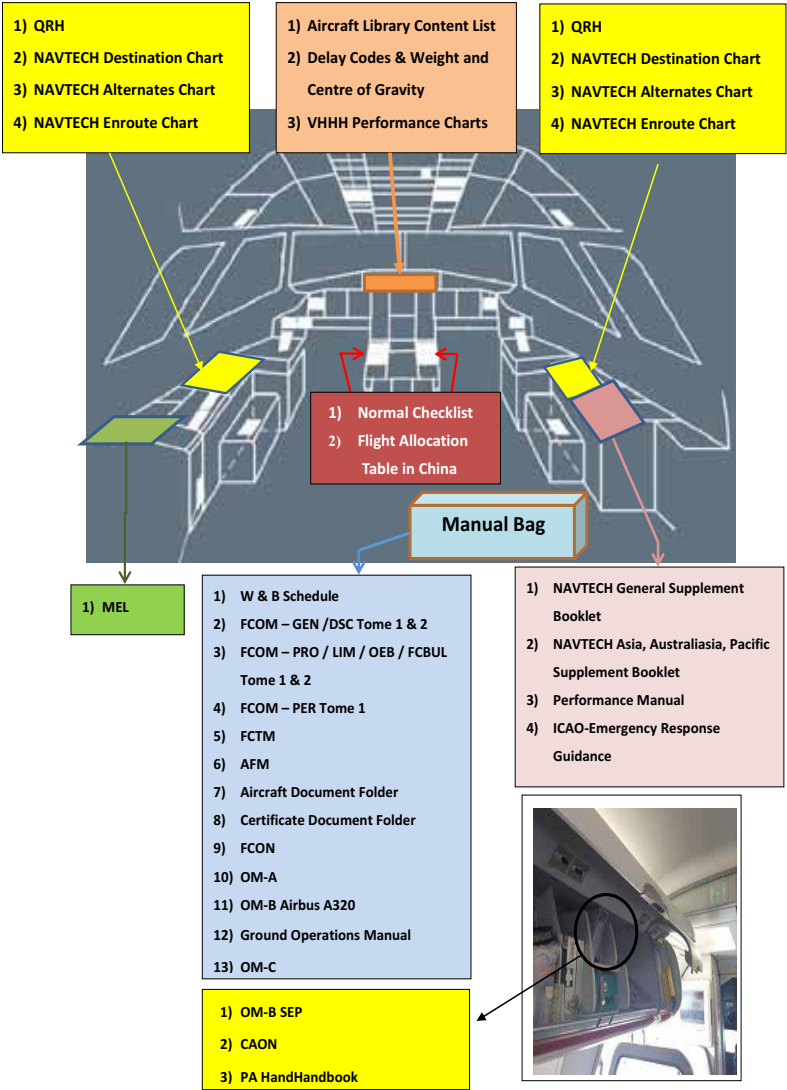 1) QRH
2) NAVTECH Destination Chart
3) NAVTECH Alternates Chart
4) NAVTECH Enroute Chart
1) Aircraft Library Content List
2) Delay Codes & Weight and
Centre of Gravity
3) VHHH Performance Charts
1) QRH
2) NAVTECH Destination Chart
3) NAVTECH Alternates Chart
4) NAVTECH Enroute Chart
1) Normal Checklist
2) Flight Allocation
Table in China
Manual Bag
1) MEL
1) W & B Schedule
2) FCOM – GEN /DSC Tome 1 & 2
3) FCOM – PRO / LIM / OEB / FCBUL
Tome 1 & 2
4) FCOM – PER Tome 1
5) FCTM
6) AFM
7) Aircraft Document Folder
8) Certificate Document Folder
9) FCON
10) OM-A
11) OM-B Airbus A320
12) Ground Operations Manual
13) OM-C
1) NAVTECH General Supplement
Booklet
2) NAVTECH Asia, Australiasia, Pacific
Supplement Booklet
3) Performance Manual
4) ICAO-Emergency Response
Guidance
1) OM-B SEP
2) CAON
3) PA HandHandbook